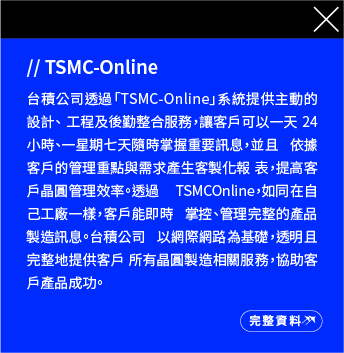 // TSMC-Online
台積公司透過「TSMC-Online」系統提供主動的
設計、工程及後勤整合服務，讓客戶可以一天 24
小時、一星期七天隨時掌握重要訊息，並且 依據
客戶的管理重點與需求產生客製化報 表，提高客
戶晶圓管理效率。透過 TSMCOnline，如同在自
己工廠一樣，客戶能即時 掌控、管理完整的產品
製造訊息。台積公司 以網際網路為基礎，透明且
完整地提供客戶 所有晶圓製造相關服務，協助客
戶產品成功。
完整資料